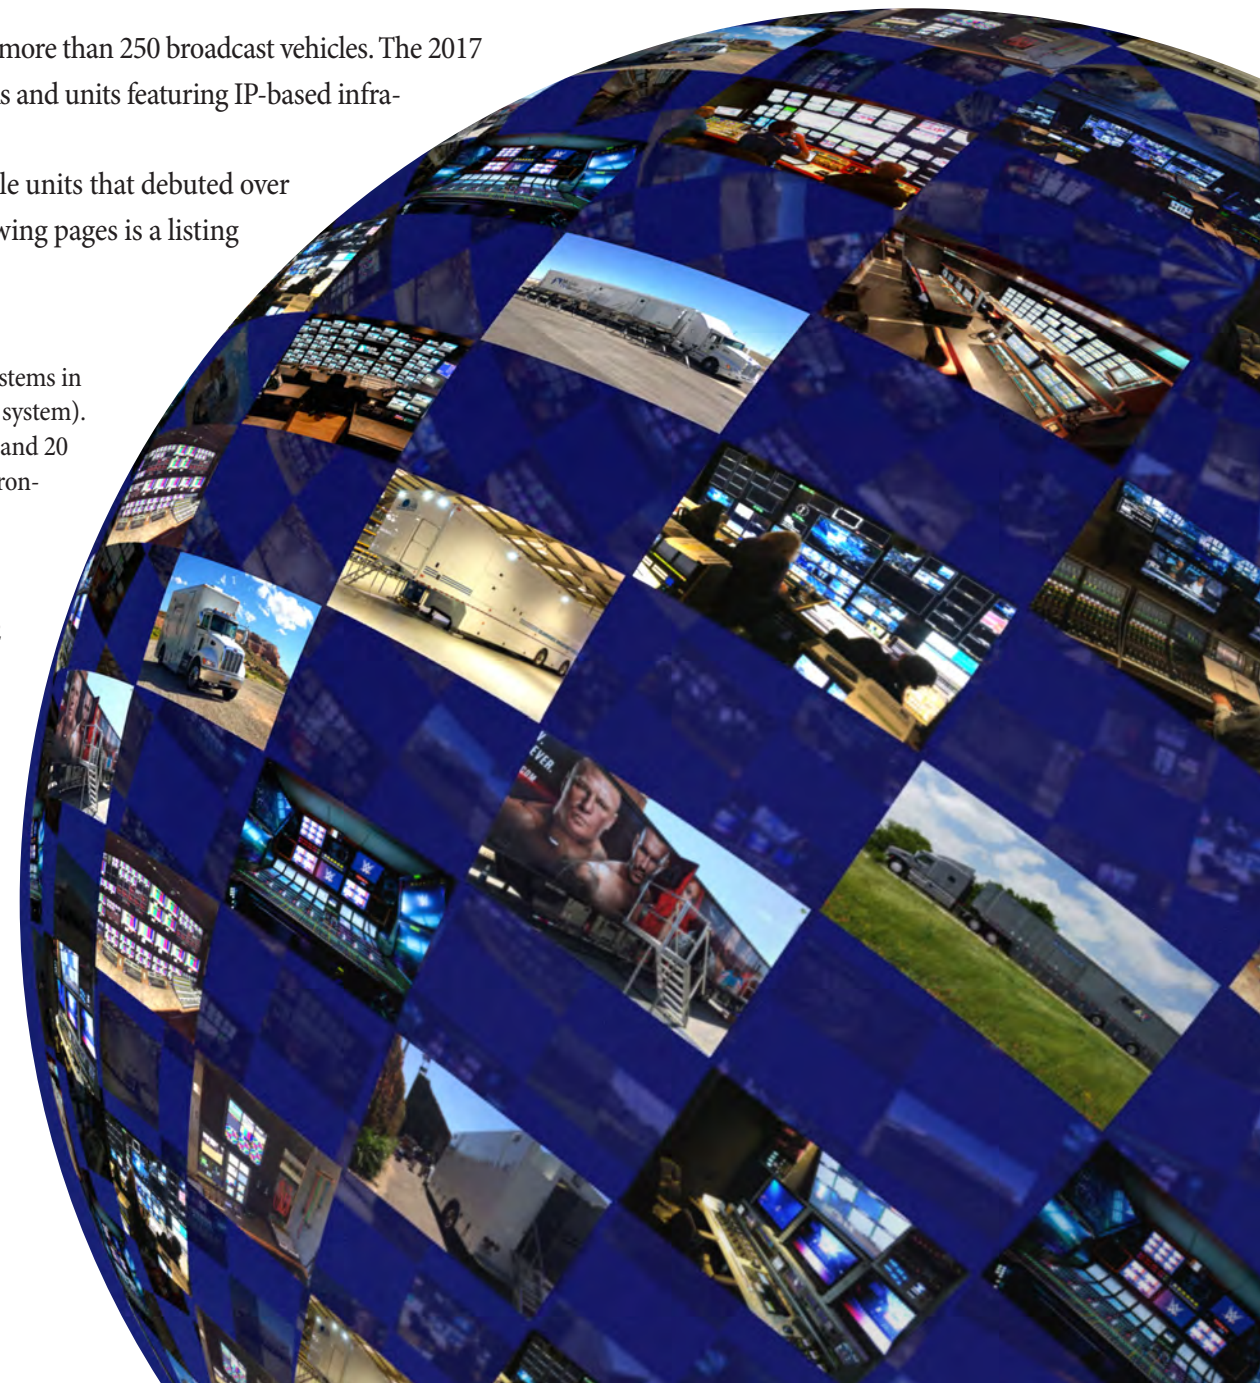 more than 250 broadcast vehicles. The 2017
s and units featuring IP-based infra-
le units that debuted over
wing pages is a listing
stems in
system).
and 20
ron-
EVER.